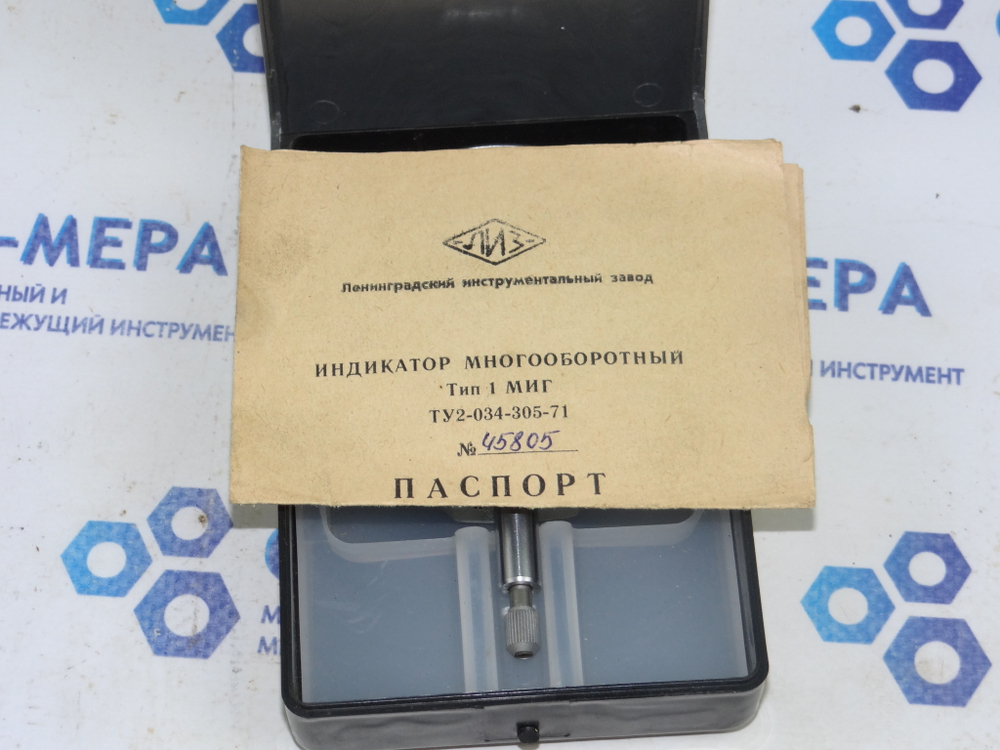 -МЕРА
НЫЙ И
ЕЖУЩИЙ ИНСТРУМЕН
ЕРА
ИНСТРУМЕНТ
-ЛИЗ-
Ленинградский инструментальный завод
ИНДИКАТОР МНОГООБОРОТНЫЙ
Тип 1 МИГ
ТУ2-034-305-71
№ 45805
ПАСПОРТ